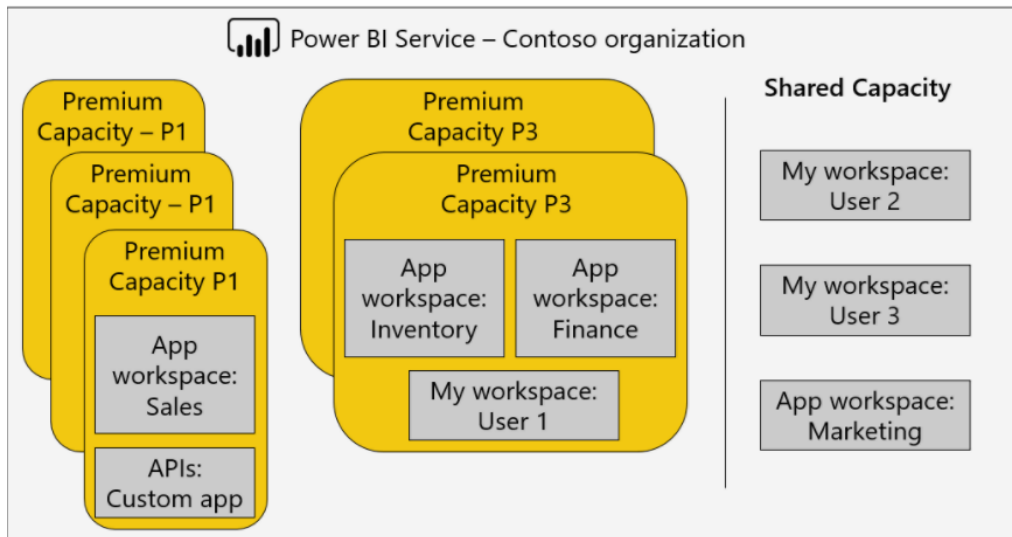 Power BI Service – Contoso organization
Premium
Capacity – P1
Premium
Capacity – P1
Premium
Capacity P1
App
workspace:
Sales
APIs:
Custom app
Premium
Capacity P3
Premium
Capacity P3
App
workspace:
Inventory
App
workspace:
Finance
My workspace:
User 1
Shared Capacity
My workspace:
User 2
My workspace:
User 3
App workspace:
Marketing